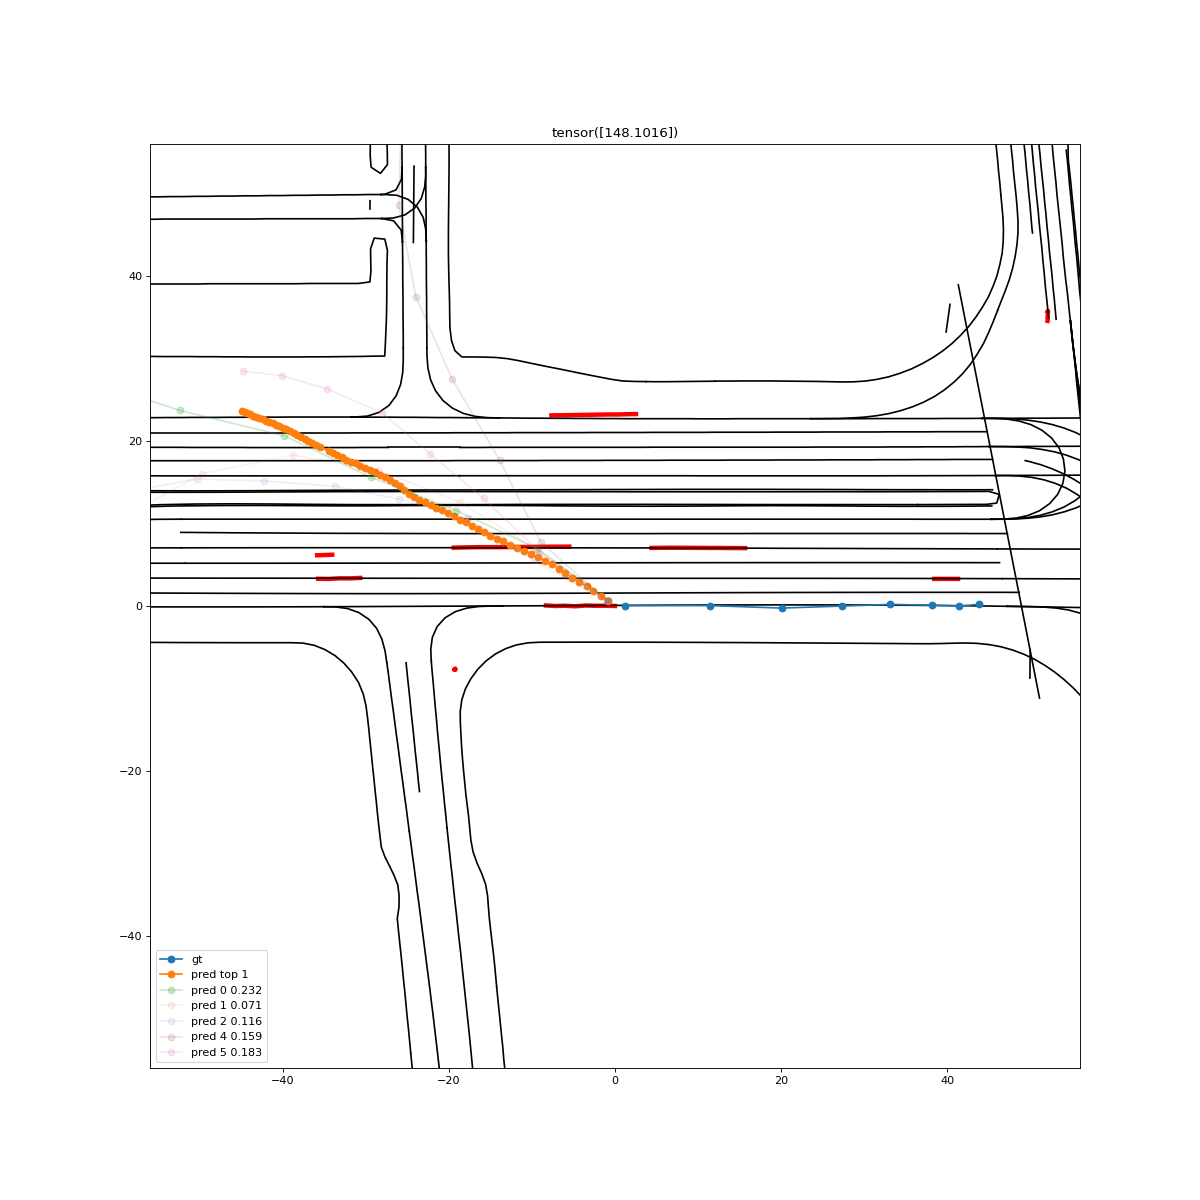 tensor([148.1016])
40
20
0
−20
−40
−40
−20
0
20
40
gt
pred top 1
pred 0 0.232
pred 1 0.071
pred 2 0.116
pred 4 0.159
pred 5 0.183